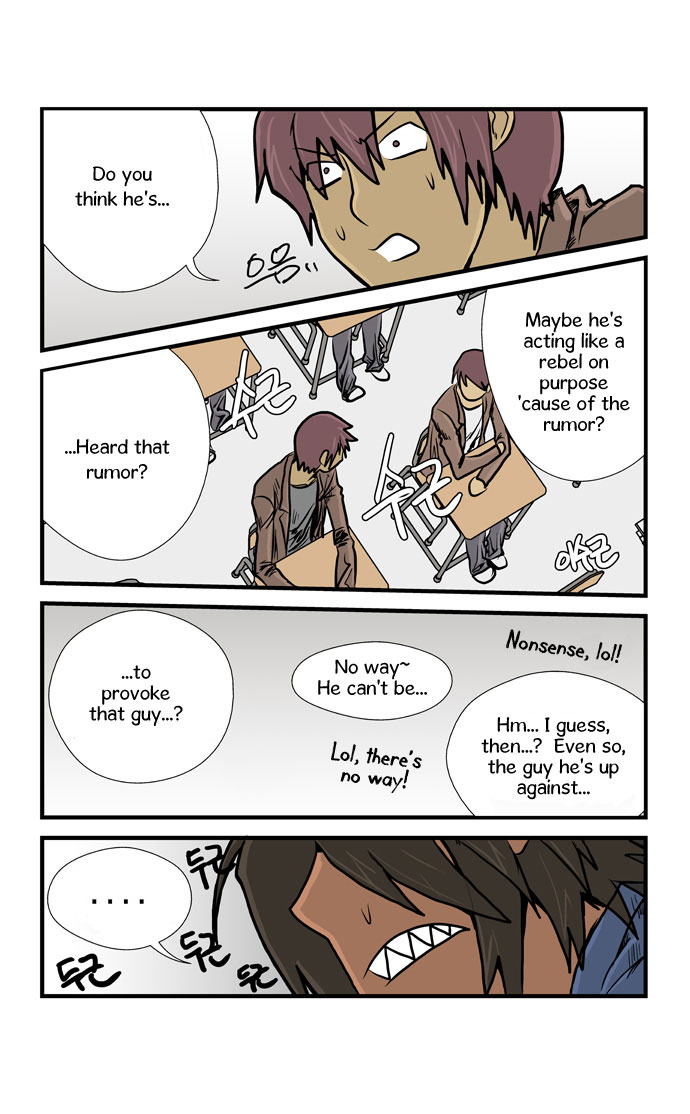 Do you
think he's...
으음..
Maybe he's
acting like a
rebel on
purpose
'cause of the
rumor?
수군
...Heard that
rumor?
수군
수군
...to
provoke
that guy...?
No way~
He can't be...
Nonsense, lol!
Lol, there's
no way!
Hm... I guess,
then...? Even so,
the guy he's up
against...
두근
....
두근
두근
두근